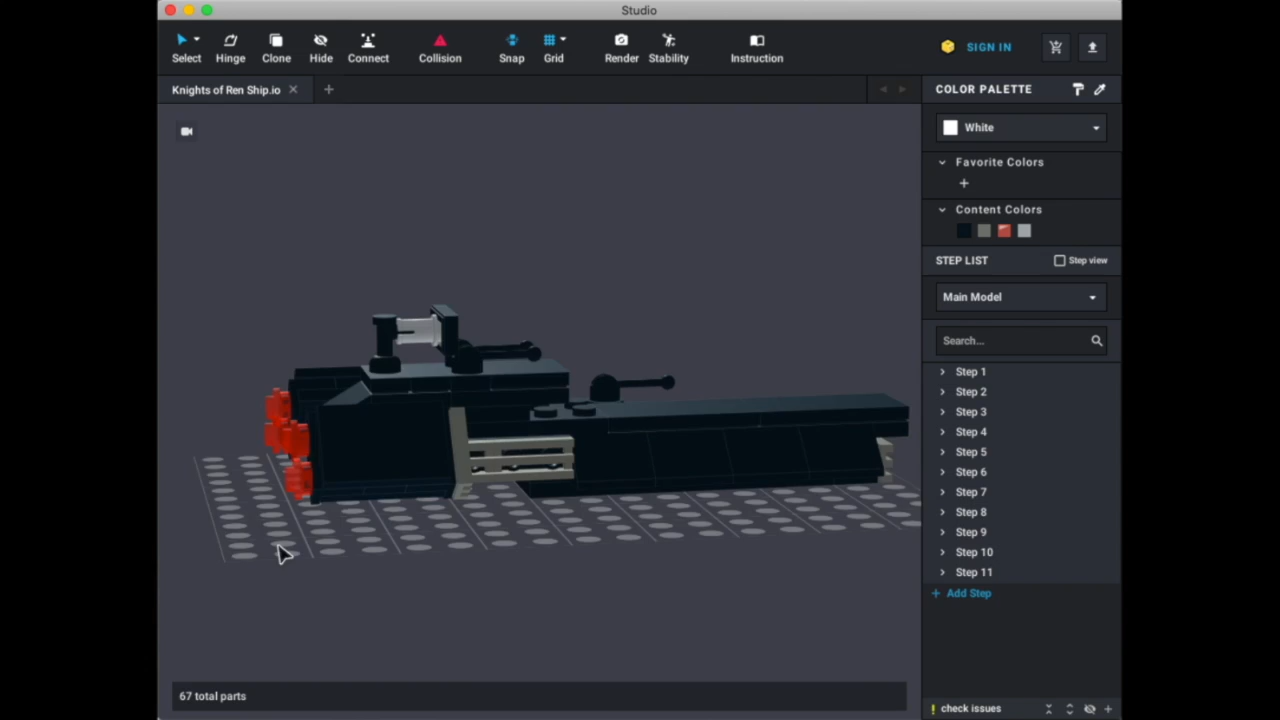 Studio
Select Hinge Clone Hide Connect Collision Snap Grid Render Stability Instruction
SIGN IN
Knights of Ren Ship.io
COLOR PALETTE
White
Favorite Colors
Content Colors
STEP LIST
Step view
Main Model
Search...
Step 1
Step 2
Step 3
Step 4
Step 5
Step 6
Step 7
Step 8
Step 9
Step 10
Step 11
+ Add Step
67 total parts
check issues